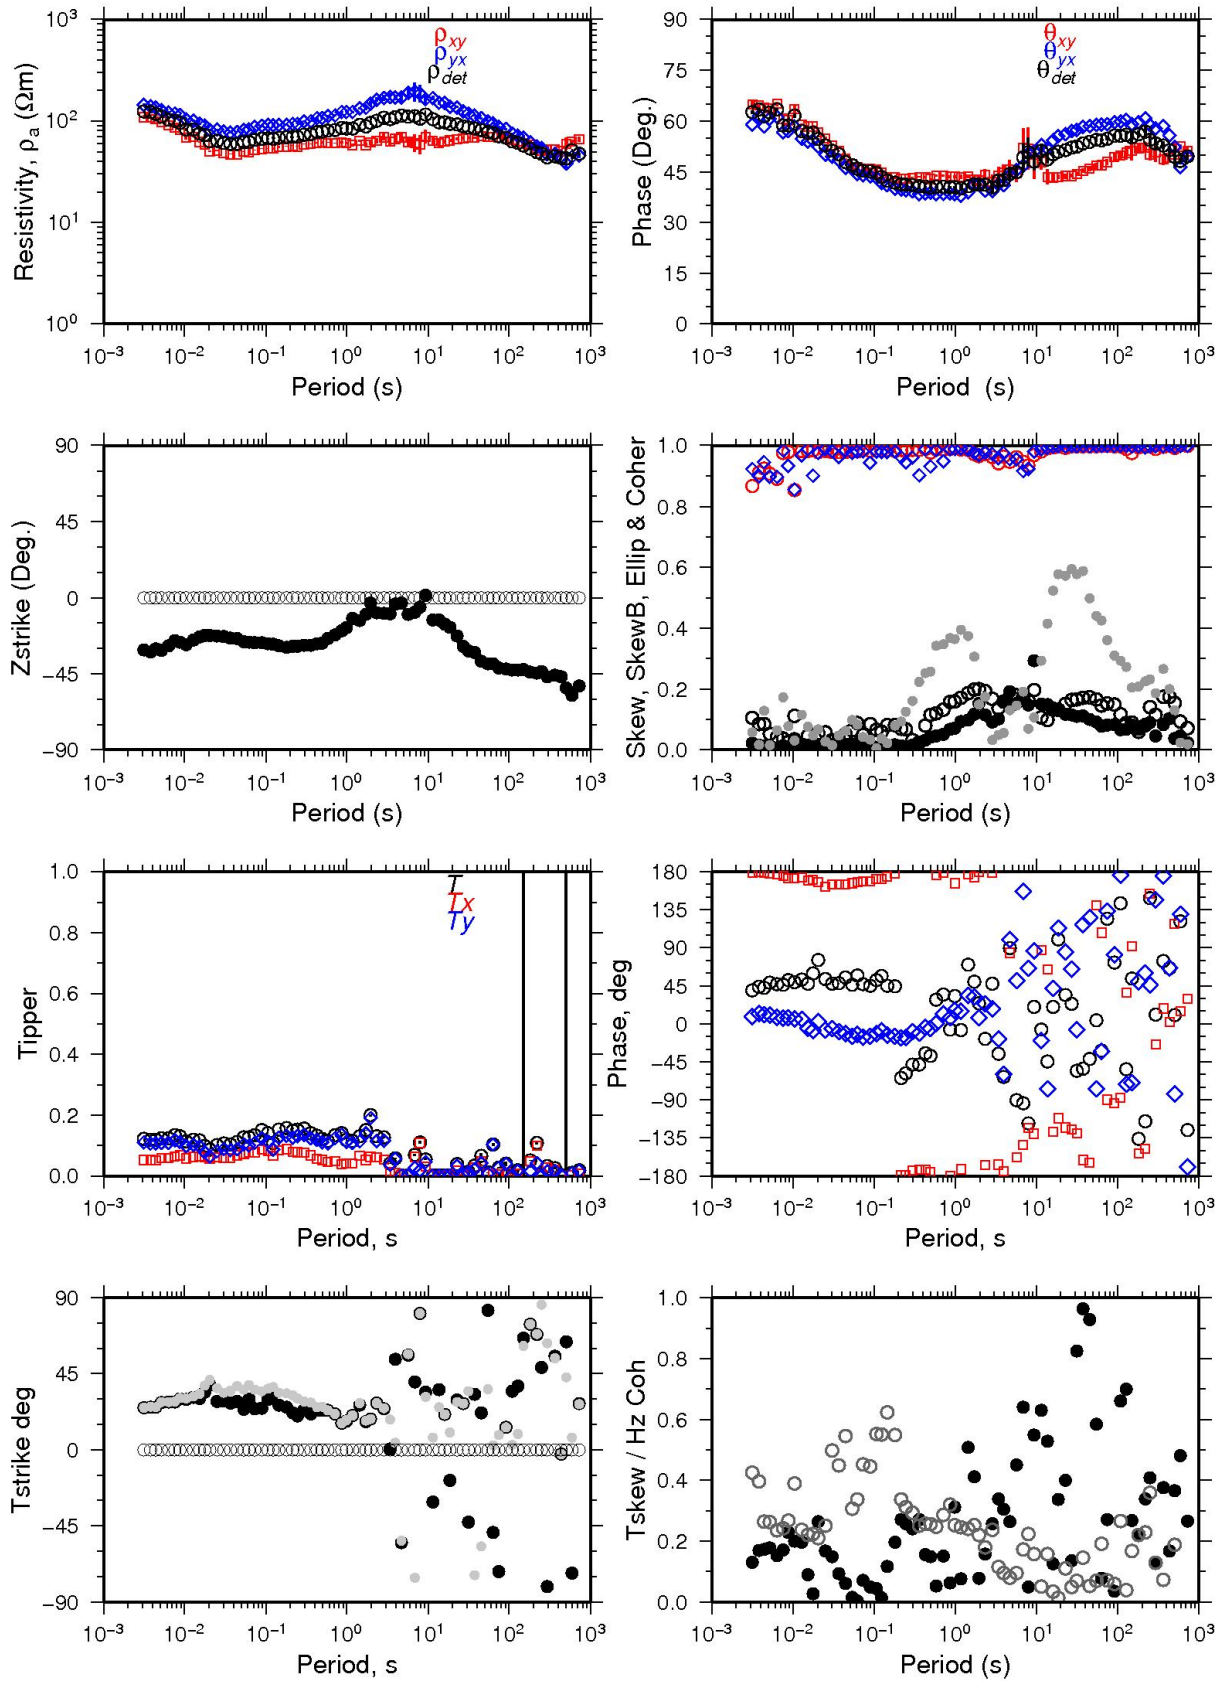 10³
10²
10¹
10⁰
Resistivity, ρₐ (Ωm)
ρxy
ρyx
ρdet
10⁻³ 10⁻² 10⁻¹ 10⁰ 10¹ 10² 10³
Period (s)
90
75
60
45
30
15
0
Phase (Deg.)
θxy
θyx
θdet
10⁻³ 10⁻² 10⁻¹ 10⁰ 10¹ 10² 10³
Period (s)
90
45
0
−45
−90
Zstrike (Deg.)
10⁻³ 10⁻² 10⁻¹ 10⁰ 10¹ 10² 10³
Period (s)
1.0
0.8
0.6
0.4
0.2
0.0
Skew, SkewB, Ellip & Coher
10⁻³ 10⁻² 10⁻¹ 10⁰ 10¹ 10² 10³
Period (s)
1.0
0.8
0.6
0.4
0.2
0.0
Tipper
T
Tx
Ty
10⁻³ 10⁻² 10⁻¹ 10⁰ 10¹ 10² 10³
Period, s
180
135
90
45
0
−45
−90
−135
−180
Phase, deg
10⁻³ 10⁻² 10⁻¹ 10⁰ 10¹ 10² 10³
Period, s
90
45
0
−45
−90
Tstrike deg
10⁻³ 10⁻² 10⁻¹ 10⁰ 10¹ 10² 10³
Period, s
1.0
0.8
0.6
0.4
0.2
0.0
Tskew / Hz Coh
10⁻³ 10⁻² 10⁻¹ 10⁰ 10¹ 10² 10³
Period (s)